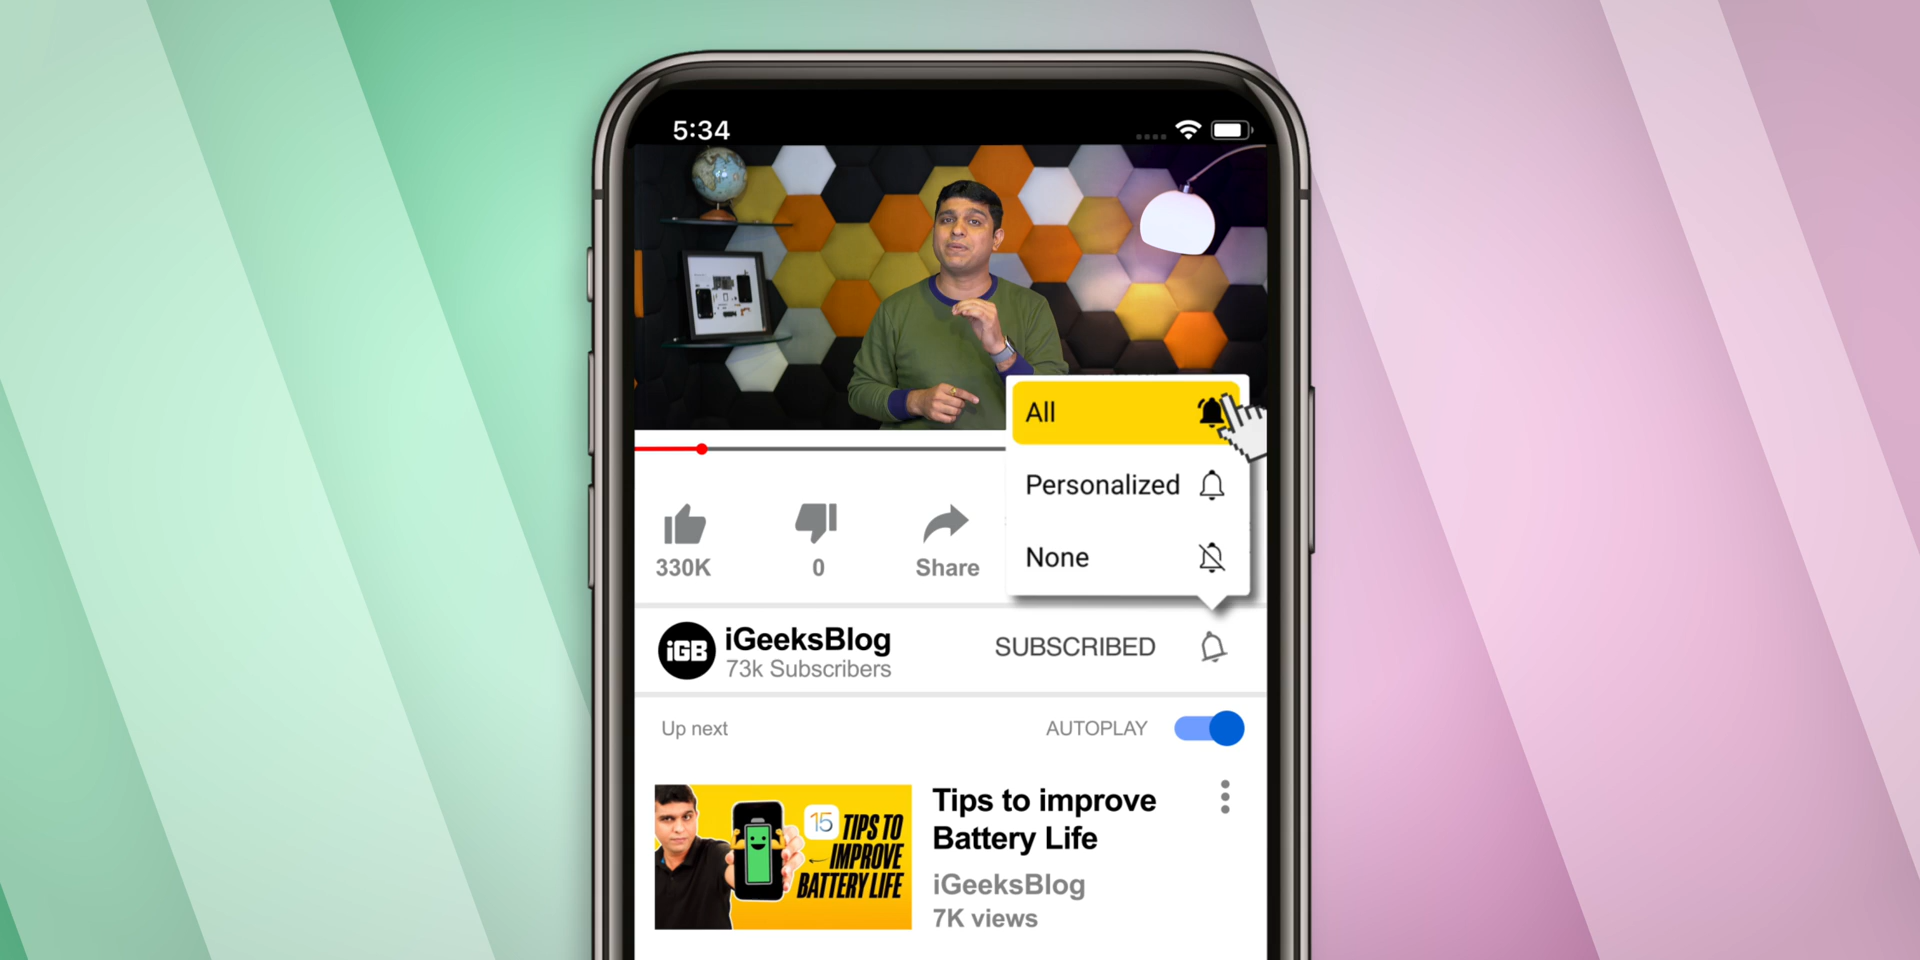 5:34
All
Personalized
None
330K
0
Share
iGB
iGeeksBlog
73k Subscribers
SUBSCRIBED
Up next
AUTOPLAY
15 TIPS TO
IMPROVE
BATTERY LIFE
Tips to improve
Battery Life
iGeeksBlog
7K views